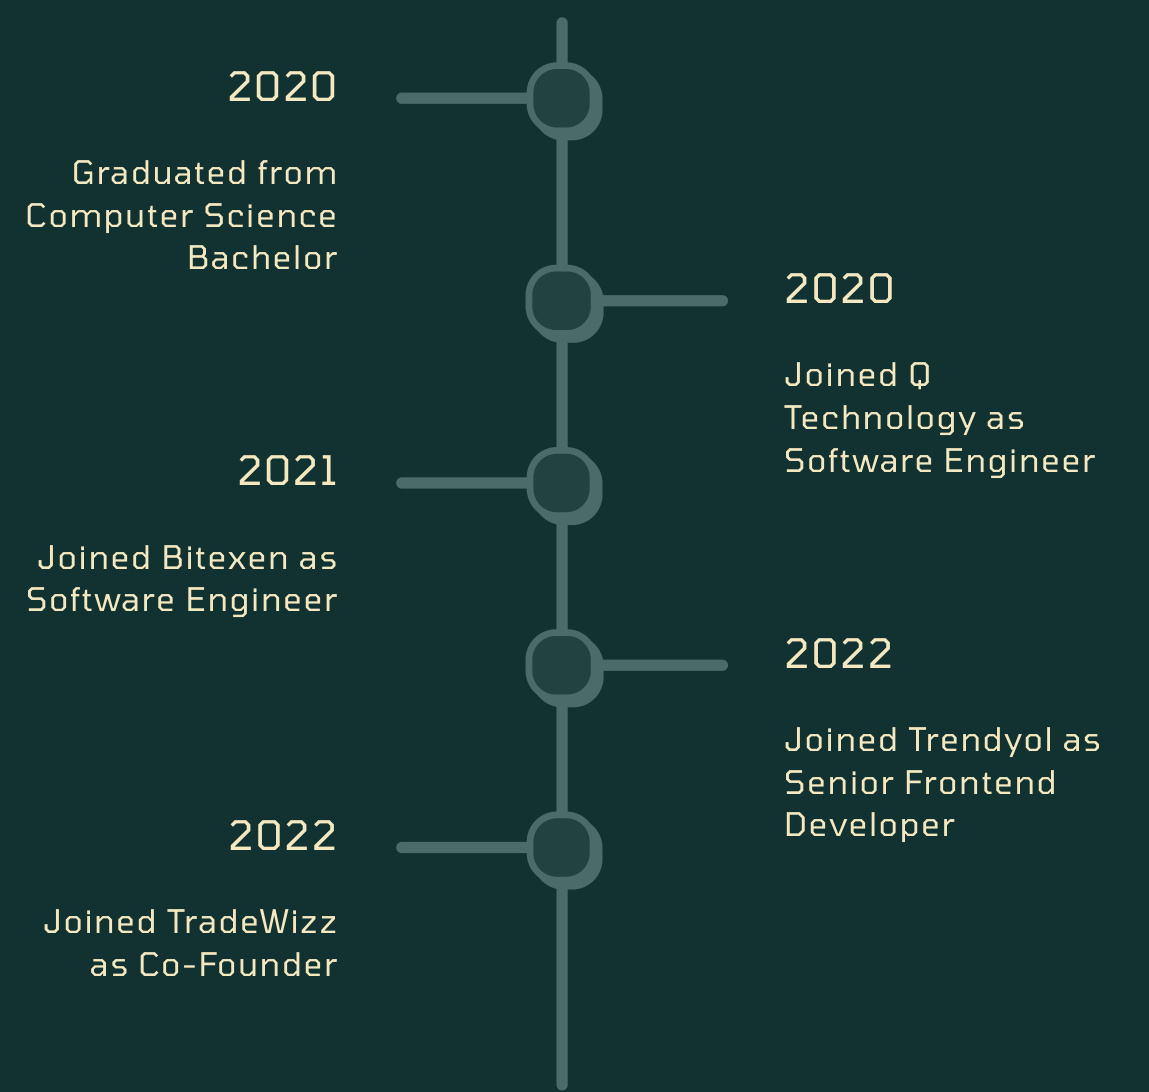 2020
Graduated from
Computer Science
Bachelor
2020
Joined Q
Technology as
Software Engineer
2021
Joined Bitexen as
Software Engineer
2022
Joined Trendyol as
Senior Frontend
Developer
2022
Joined TradeWizz
as Co-Founder